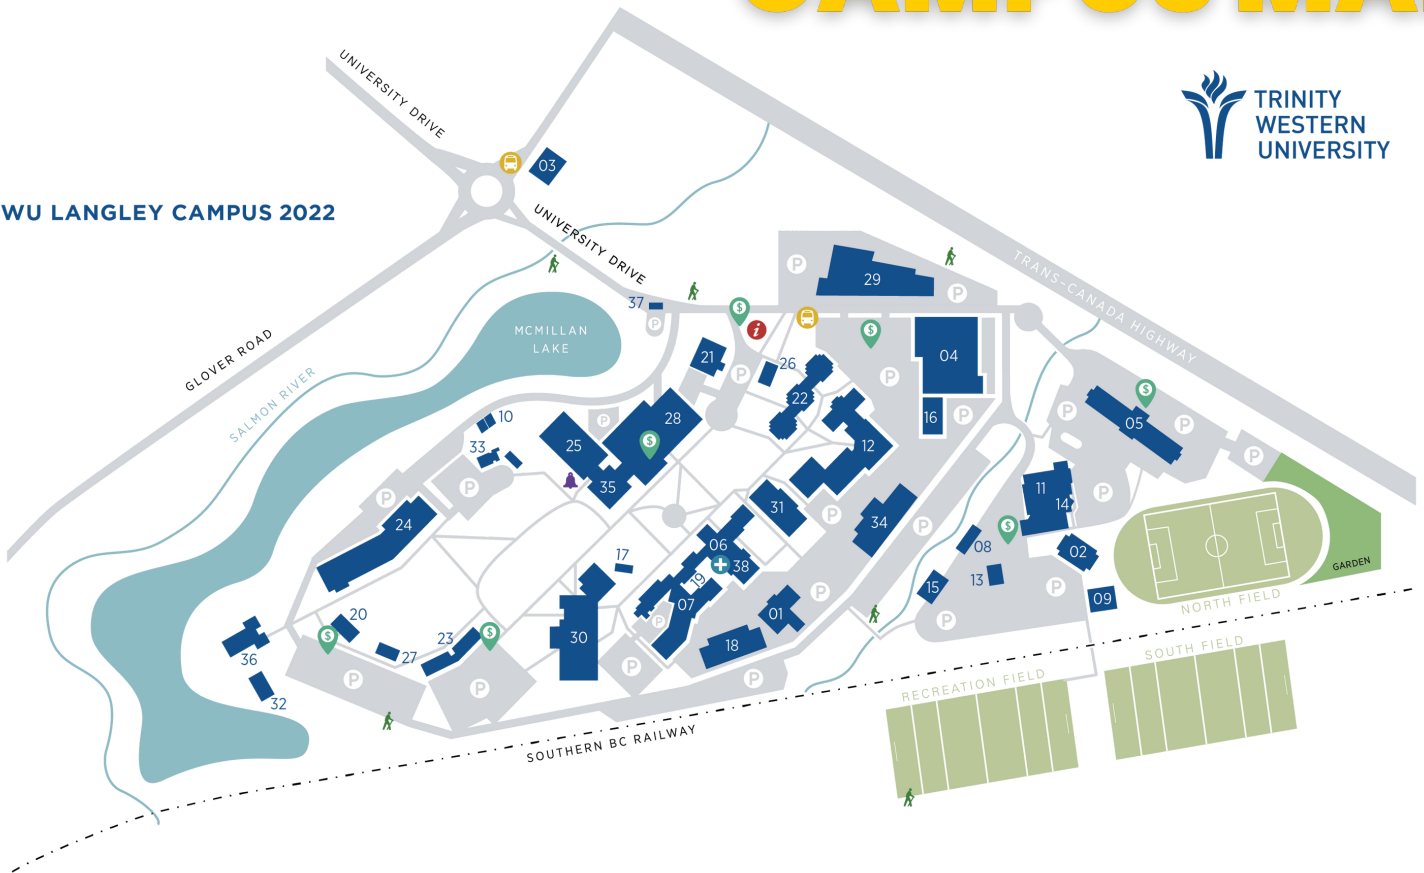 CAMPUS MA
TRINITY
WESTERN
UNIVERSITY
WU LANGLEY CAMPUS 2022
UNIVERSITY DRIVE
03
UNIVERSITY DRIVE
GLOVER ROAD
SALMON RIVER
MCMILLAN
LAKE
TRANS-CANADA HIGHWAY
P
29
P
37
P
$
i
$
04
21
P
26
P
22
16
P
P
$
05
P
P
10
P
28
$
25
12
33
P
35
P
24
31
P
34
P
11
14
P
$
08
02
GARDEN
17
06
38
19
13
15
P
09
NORTH FIELD
07
P
01
P
P
20
$
23
$
30
27
18
P
P
P
P
36
32
SOUTH FIELD
RECREATION FIELD
SOUTHERN BC RAILWAY